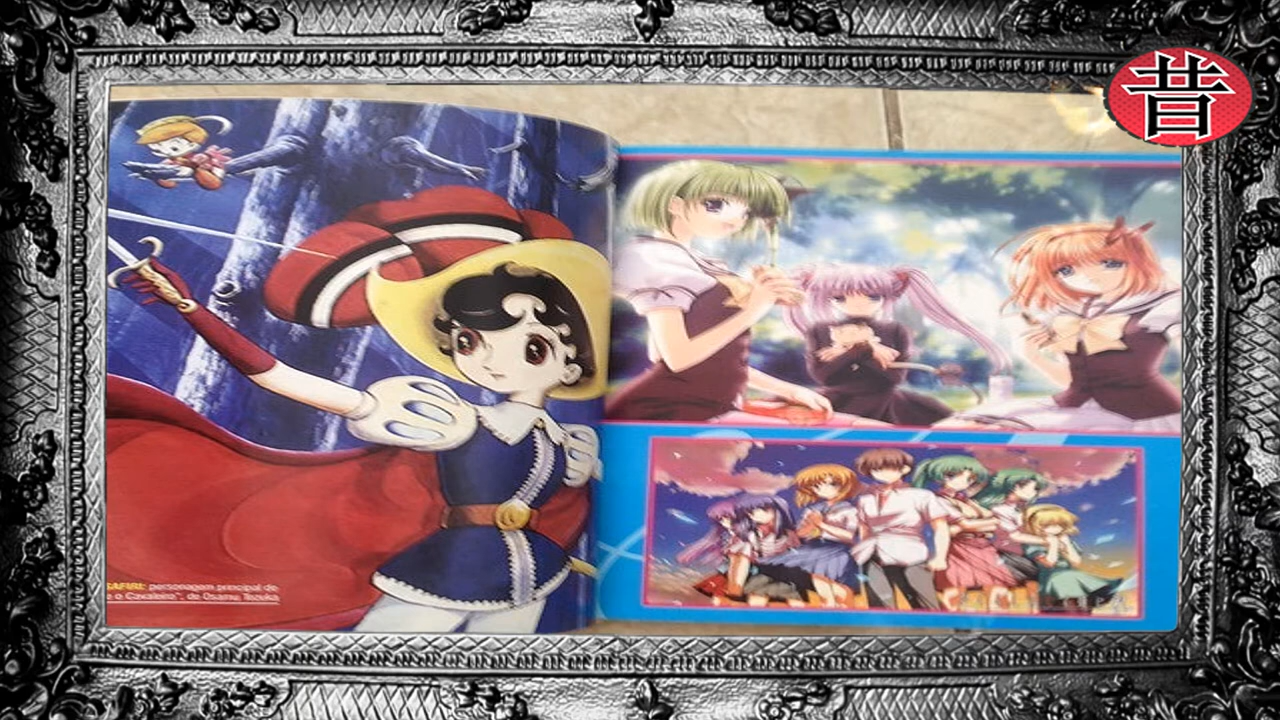 昔
SAFIRI: personagem principal de
e o Cavaleiro", de Osamu Tezuka